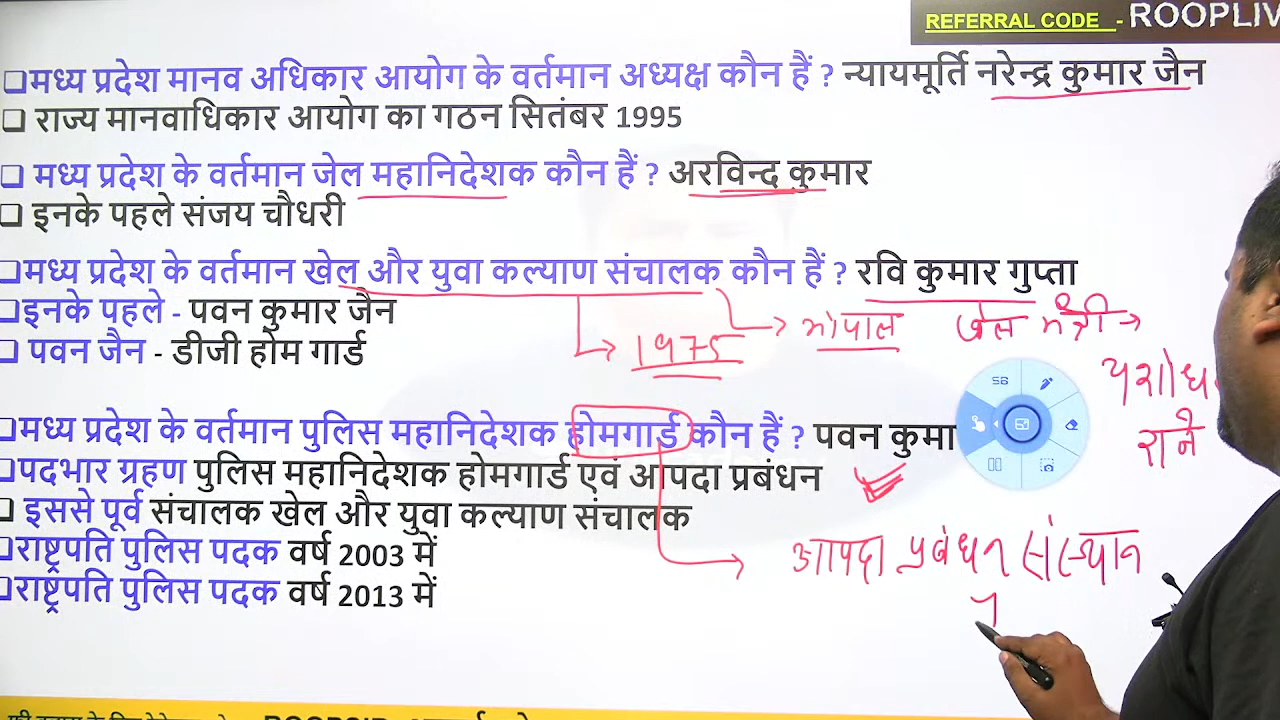 REFERRAL CODE - ROOPLIV
मध्य प्रदेश मानव अधिकार आयोग के वर्तमान अध्यक्ष कौन हैं ? न्यायमूर्ति नरेन्द्र कुमार जैन
राज्य मानवाधिकार आयोग का गठन सितंबर 1995
मध्य प्रदेश के वर्तमान जेल महानिदेशक कौन हैं ? अरविन्द कुमार
इनके पहले संजय चौधरी
मध्य प्रदेश के वर्तमान खेल और युवा कल्याण संचालक कौन हैं ? रवि कुमार गुप्ता
इनके पहले - पवन कुमार जैन
भोपाल खेल मंत्री
पवन जैन - डीजी होम गार्ड
1975
यशोध
राजे
मध्य प्रदेश के वर्तमान पुलिस महानिदेशक होमगार्ड कौन हैं ? पवन कुमा
पदभार ग्रहण पुलिस महानिदेशक होमगार्ड एवं आपदा प्रबंधन
इससे पूर्व संचालक खेल और युवा कल्याण संचालक
राष्ट्रपति पुलिस पदक वर्ष 2003 में
आपदा प्रबंधन संस्थान
राष्ट्रपति पुलिस पदक वर्ष 2013 में